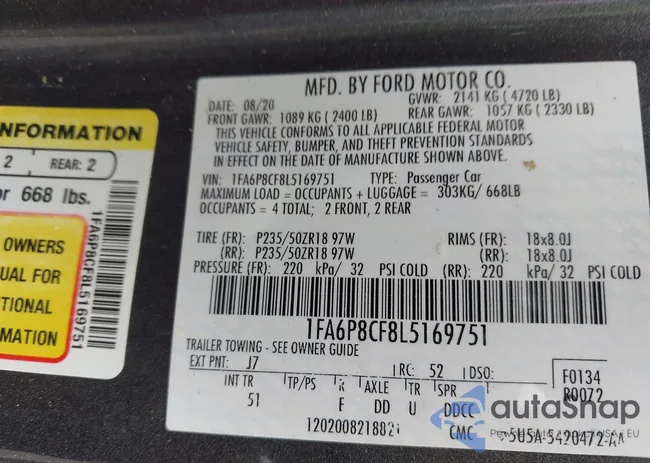 NFORMATION
2 REAR: 2
or 668 lbs.
OWNERS
UAL FOR
TIONAL
MATION
1FA6P8CF8L5169751
MFD. BY FORD MOTOR CO.
DATE: 08/20 GVWR: 2141 KG ( 4720 LB)
FRONT GAWR: 1089 KG ( 2400 LB) REAR GAWR: 1057 KG ( 2330 LB)
THIS VEHICLE CONFORMS TO ALL APPLICABLE FEDERAL MOTOR
VEHICLE SAFETY, BUMPER, AND THEFT PREVENTION STANDARDS
IN EFFECT ON THE DATE OF MANUFACTURE SHOWN ABOVE.
VIN: 1FA6P8CF8L5169751 TYPE: Passenger Car
MAXIMUM LOAD = OCCUPANTS + LUGGAGE = 303KG/ 668LB
OCCUPANTS = 4 TOTAL; 2 FRONT, 2 REAR
TIRE (FR): P235/50ZR18 97W RIMS (FR): 18x8.0J
(RR): P235/50ZR18 97W (RR): 18x8.0J
PRESSURE (FR): 220 kPa/ 32 PSI COLD (RR): 220 kPa/ 32 PSI COLD
1FA6P8CF8L5169751
TRAILER TOWING - SEE OWNER GUIDE
EXT PNT: J7 RC: 52 DSO: F0134
R0072
INT TR TP/PS R AXLE TR SPR
51 F DD U DDCC
CMC
autoSnap